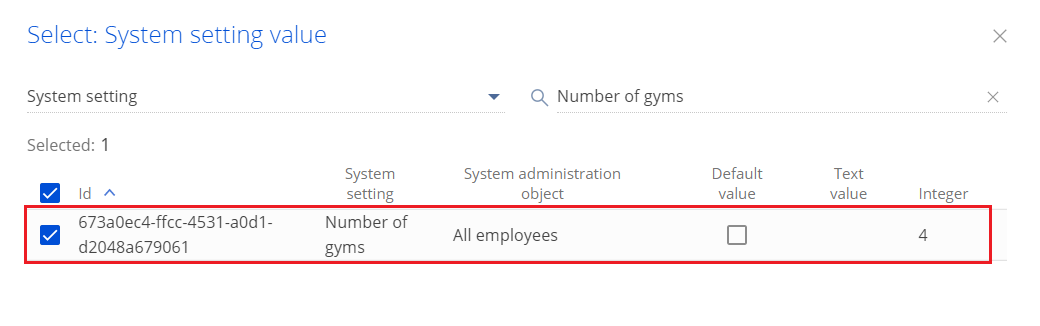 Select: System setting value
System setting
Number of gyms
Selected: 1
Id
System setting
System administration object
Default value
Text value
Integer
673a0ec4-ffcc-4531-a0d1-
d2048a679061
Number of
gyms
All employees
4